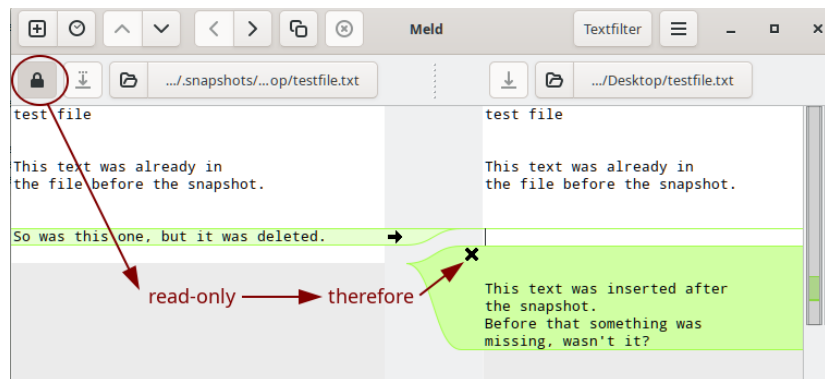 Meld
Textfilter
.../.snapshots/...op/testfile.txt
.../Desktop/testfile.txt
test file
This text was already in
the file before the snapshot.
So was this one, but it was deleted.
test file
This text was already in
the file before the snapshot.
This text was inserted after
the snapshot.
Before that something was
missing, wasn't it?
read-only
therefore